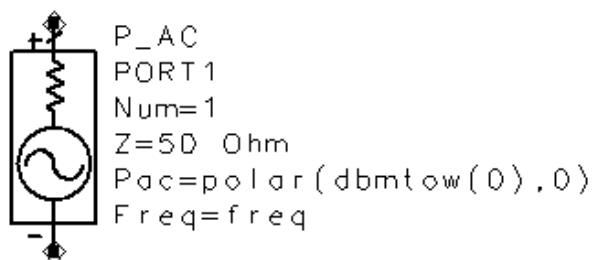 P_AC
PORT1
Num=1
Z=50 Ohm
Pac=polar(dbmtow(0),0)
Freq=freq
+
-